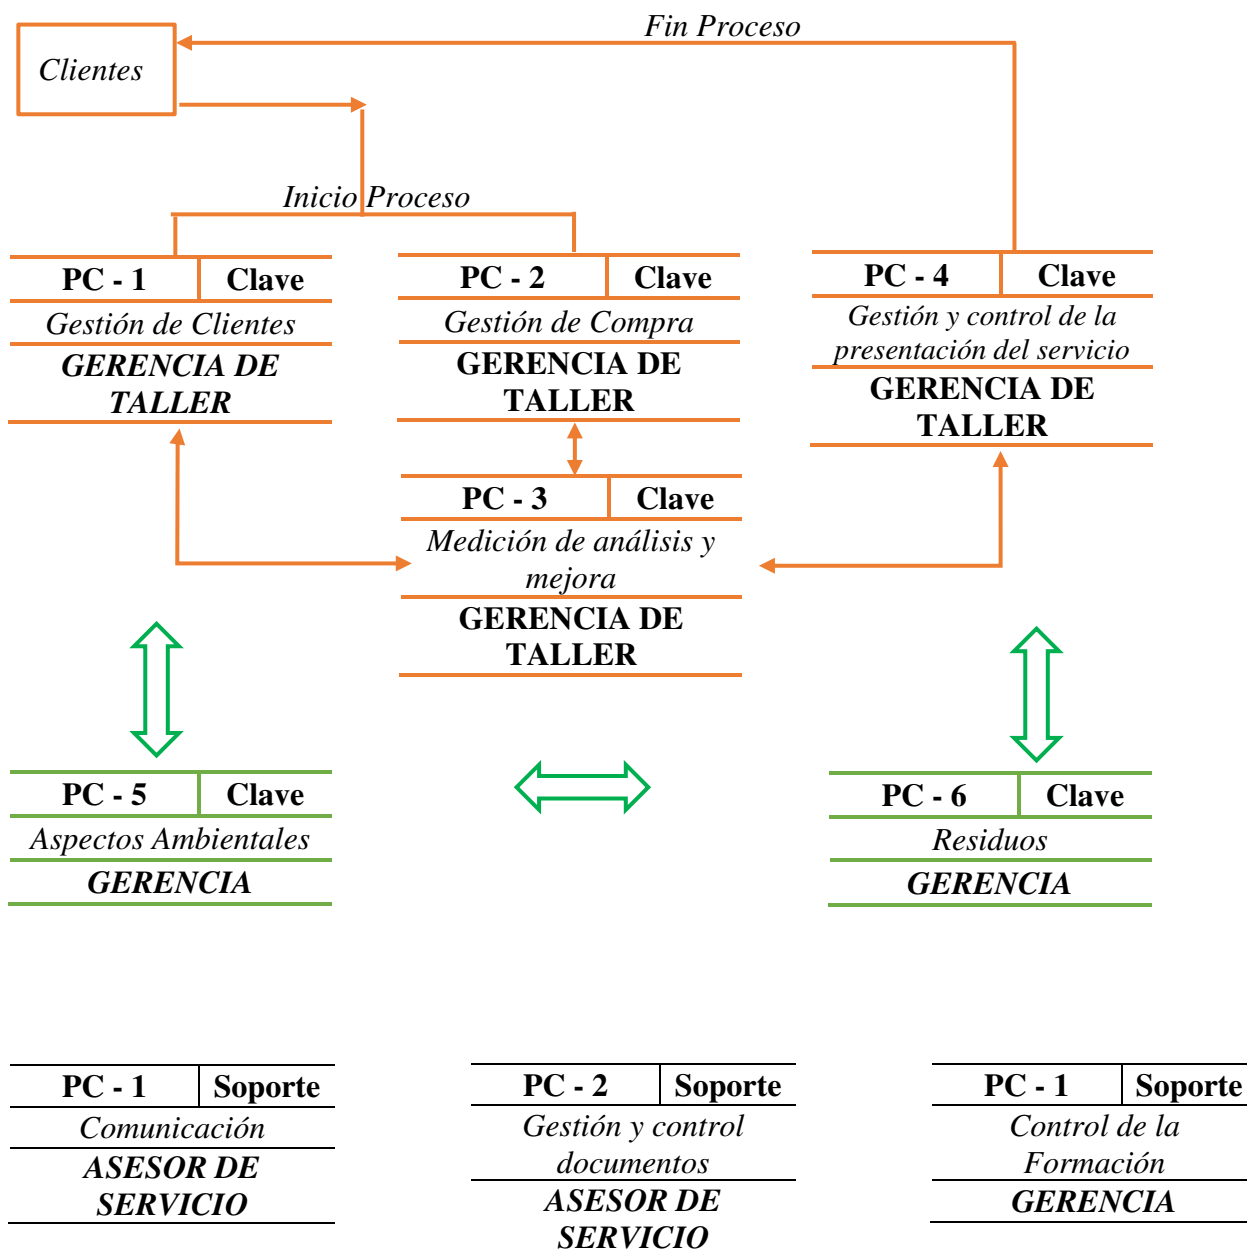 Fin Proceso
Clientes
Inicio Proceso
PC - 1 Clave
Gestión de Clientes
GERENCIA DE
TALLER
PC - 2 Clave
Gestión de Compra
GERENCIA DE
TALLER
PC - 4 Clave
Gestión y control de la
presentación del servicio
GERENCIA DE
TALLER
PC - 3 Clave
Medición de análisis y
mejora
GERENCIA DE
TALLER
PC - 5 Clave
Aspectos Ambientales
GERENCIA
PC - 6 Clave
Residuos
GERENCIA
PC - 1 Soporte
Comunicación
ASESOR DE
SERVICIO
PC - 2 Soporte
Gestión y control
documentos
ASESOR DE
SERVICIO
PC - 1 Soporte
Control de la
Formación
GERENCIA